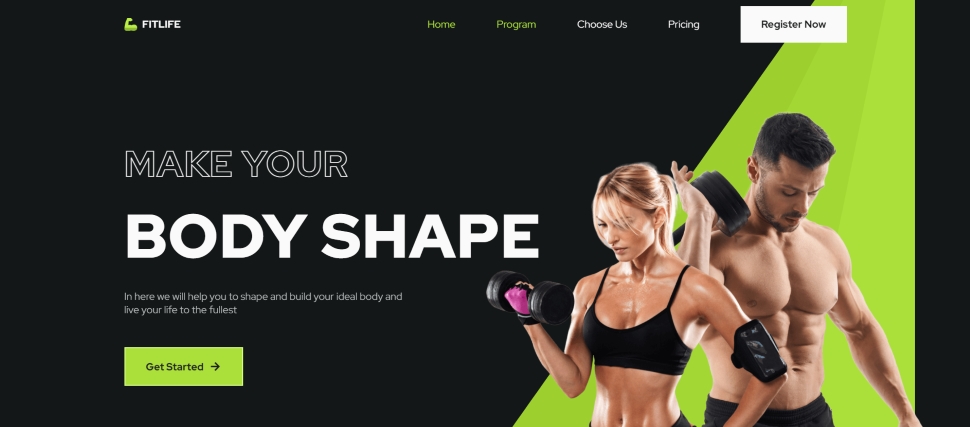 FITLIFE
Home
Program
Choose Us
Pricing
Register Now
MAKE YOUR
BODY SHAPE
In here we will help you to shape and build your ideal body and
live your life to the fullest
Get Started